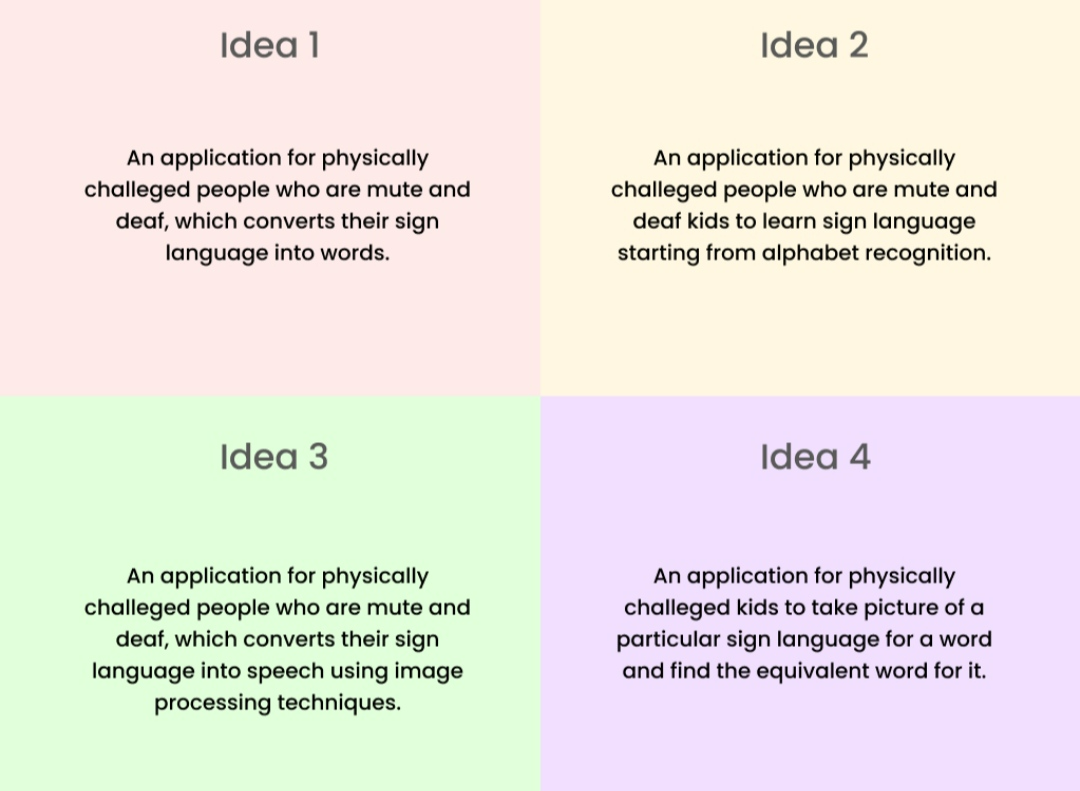 Idea 1
An application for physically
challeged people who are mute and
deaf, which converts their sign
language into words.
Idea 2
An application for physically
challeged people who are mute and
deaf kids to learn sign language
starting from alphabet recognition.
Idea 3
An application for physically
challeged people who are mute and
deaf, which converts their sign
language into speech using image
processing techniques.
Idea 4
An application for physically
challeged kids to take picture of a
particular sign language for a word
and find the equivalent word for it.